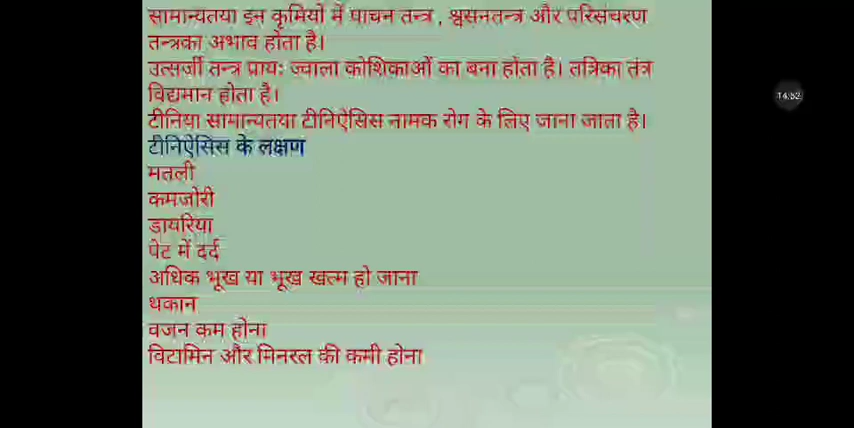 सामान्यतया इन कृमियों में पाचन तन्त्र , श्वसनतन्त्र और परिसंचरण
तन्त्रका अभाव होता है।
उत्सर्जी तन्त्र प्रायः ज्वाला कोशिकाओं का बना होता है। तंत्रिका तंत्र
विद्यमान होता है।
टीनिया सामान्यतया टीनिऐसिस नामक रोग के लिए जाना जाता है।
टीनिऐसिस के लक्षण
मतली
कमजोरी
डायरिया
पेट में दर्द
अधिक भूख या भूख खत्म हो जाना
थकान
वजन कम होना
विटामिन और मिनरल की कमी होना
14:52